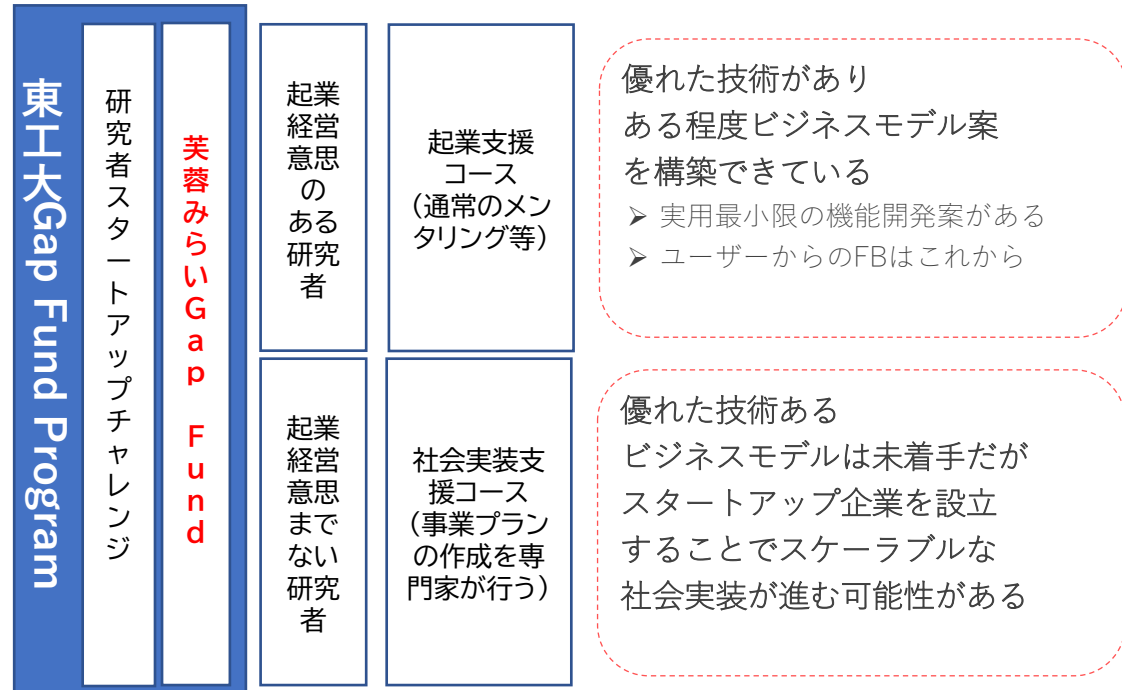 東工大Gap Fund Program
研究者スタートアップチャレンジ
芙蓉みらいGap Fund
起業
経営
意思
の
ある
研究
者
起業支援
コース
（通常のメン
タリング等）
優れた技術があり
ある程度ビジネスモデル案
を構築できている
➢ 実用最小限の機能開発案がある
➢ ユーザーからのFBはこれから
起業
経営
意思
まで
ない
研究
者
社会実装支
援コース
（事業プラン
の作成を専
門家が行う）
優れた技術ある
ビジネスモデルは未着手だが
スタートアップ企業を設立
することでスケーラブルな
社会実装が進む可能性がある